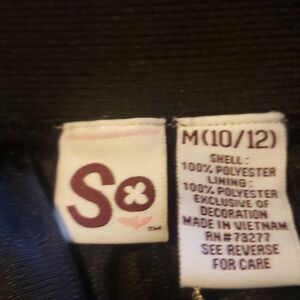 So
TM
M(10/12)
SHELL:
100% POLYESTER
LINING:
100% POLYESTER
EXCLUSIVE OF
DECORATION
MADE IN VIETNAM
RN#73277
SEE REVERSE
FOR CARE